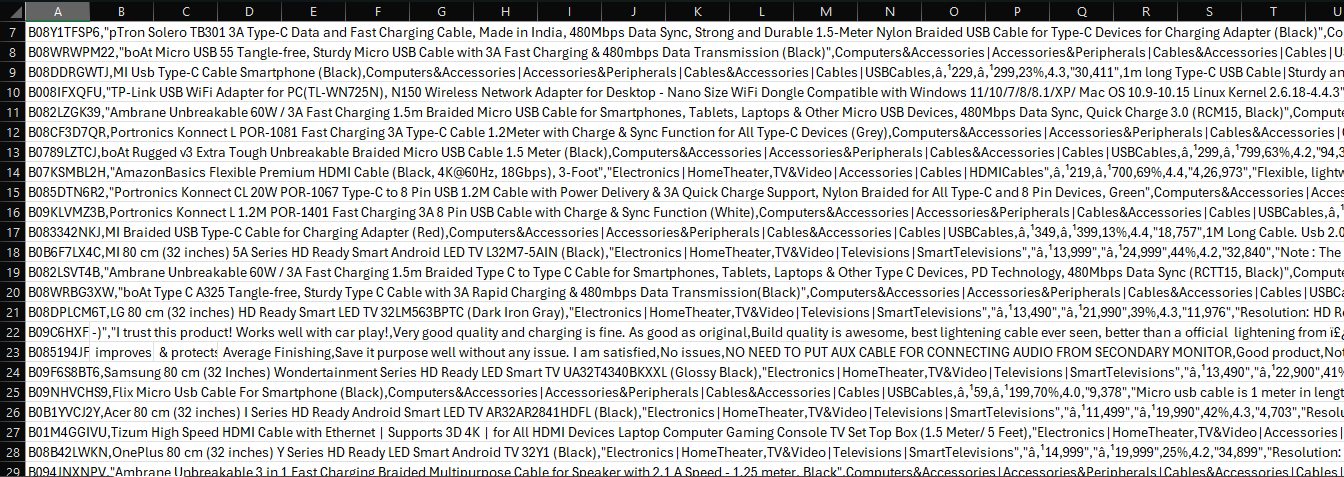 A B C D E F G H I J K L M N O P Q R S T U
7 B08Y1TFSP6,"pTron Solero TB301 3A Type-C Data and Fast Charging Cable, Made in India, 480Mbps Data Sync, Strong and Durable 1.5-Meter Nylon Braided USB Cable for Type-C Devices for Charging Adapter (Black)",Co
8 B08WRWPM22,"boAt Micro USB 55 Tangle-free, Sturdy Micro USB Cable with 3A Fast Charging & 480mbps Data Transmission (Black)",Computers&Accessories|Accessories&Peripherals|Cables&Accessories|Cables|U
9 B08DDRGWTJ,MI Usb Type-C Cable Smartphone (Black),Computers&Accessories|Accessories&Peripherals|Cables&Accessories|Cables|USBCables,â‚¹229,â‚¹299,23%,4.3,"30,411",1m long Type-C USB Cable|Sturdy an
10 B008IFXQFU,"TP-Link USB WiFi Adapter for PC(TL-WN725N), N150 Wireless Network Adapter for Desktop - Nano Size WiFi Dongle Compatible with Windows 11/10/7/8/8.1/XP/ Mac OS 10.9-10.15 Linux Kernel 2.6.18-4.4.3"
11 B082LZGK39,"Ambrane Unbreakable 60W / 3A Fast Charging 1.5m Braided Micro USB Cable for Smartphones, Tablets, Laptops & Other Micro USB Devices, 480Mbps Data Sync, Quick Charge 3.0 (RCM15, Black)",Compute
12 B08CF3D7QR,Portronics Konnect L POR-1081 Fast Charging 3A Type-C Cable 1.2Meter with Charge & Sync Function for All Type-C Devices (Grey),Computers&Accessories|Accessories&Peripherals|Cables&Accessories|
13 B0789LZTCJ,boAt Rugged v3 Extra Tough Unbreakable Braided Micro USB Cable 1.5 Meter (Black),Computers&Accessories|Accessories&Peripherals|Cables&Accessories|Cables|USBCables,â‚¹299,â‚¹799,63%,4.2,"94,3
14 B07KSMBL2H,"AmazonBasics Flexible Premium HDMI Cable (Black, 4K@60Hz, 18Gbps), 3-Foot","Electronics|HomeTheater,TV&Video|Accessories|Cables|HDMICables",â‚¹219,â‚¹700,69%,4.4,"4,26,973","Flexible, lightw
15 B085DTN6R2,"Portronics Konnect CL 20W POR-1067 Type-C to 8 Pin USB 1.2M Cable with Power Delivery & 3A Quick Charge Support, Nylon Braided for All Type-C and 8 Pin Devices, Green",Computers&Accessories|Acces
16 B09KLVMZ3B,Portronics Konnect L 1.2M POR-1401 Fast Charging 3A 8 Pin USB Cable with Charge & Sync Function (White),Computers&Accessories|Accessories&Peripherals|Cables&Accessories|Cables|USBCables,â‚¹
17 B083342NKJ,MI Braided USB Type-C Cable for Charging Adapter (Red),Computers&Accessories|Accessories&Peripherals|Cables&Accessories|Cables|USBCables,â‚¹349,â‚¹399,13%,4.4,"18,757",1M Long Cable. Usb 2.0
18 B0B6F7LX4C,MI 80 cm (32 inches) 5A Series HD Ready Smart Android LED TV L32M7-5AIN (Black),"Electronics|HomeTheater,TV&Video|Televisions|SmartTelevisions","â‚¹13,999","â‚¹24,999",44%,4.2,"32,840","Note : The
19 B082LSVT4B,"Ambrane Unbreakable 60W / 3A Fast Charging 1.5m Braided Type C to Type C Cable for Smartphones, Tablets, Laptops & Other Type C Devices, PD Technology, 480Mbps Data Sync (RCTT15, Black)",Comput
20 B08WRBG3XW,"boAt Type C A325 Tangle-free, Sturdy Type C Cable with 3A Rapid Charging & 480mbps Data Transmission(Black)",Computers&Accessories|Accessories&Peripherals|Cables&Accessories|Cables|USBC
21 B08DPLCM6T,LG 80 cm (32 inches) HD Ready Smart LED TV 32LM563BPTC (Dark Iron Gray),"Electronics|HomeTheater,TV&Video|Televisions|SmartTelevisions","â‚¹13,490","â‚¹21,990",39%,4.3,"11,976","Resolution: HD R
22 B09C6HXF -)","I trust this product! Works well with car play!,Very good quality and charging is fine. As good as original,Build quality is awesome, best lightening cable ever seen, better than a official lightening from
23 B085194JF improves & protects Average Finishing,Save it purpose well without any issue. I am satisfied,No issues,NO NEED TO PUT AUX CABLE FOR CONNECTING AUDIO FROM SECONDARY MONITOR,Good product,Not
24 B09F6S8BT6,Samsung 80 cm (32 Inches) Wondertainment Series HD Ready LED Smart TV UA32T4340BKXXL (Glossy Black),"Electronics|HomeTheater,TV&Video|Televisions|SmartTelevisions","â‚¹13,490","â‚¹22,900",41%
25 B09NHVCHS9,Flix Micro Usb Cable For Smartphone (Black),Computers&Accessories|Accessories&Peripherals|Cables&Accessories|Cables|USBCables,â‚¹59,â‚¹199,70%,4.0,"9,378","Micro usb cable is 1 meter in lengt
26 B0B1YVCJ2Y,Acer 80 cm (32 inches) I Series HD Ready Android Smart LED TV AR32AR2841HDFL (Black),"Electronics|HomeTheater,TV&Video|Televisions|SmartTelevisions","â‚¹11,499","â‚¹19,990",42%,4.3,"4,703","Resolu
27 B01M4GGIVU,Tizum High Speed HDMI Cable with Ethernet | Supports 3D 4K | for All HDMI Devices Laptop Computer Gaming Console TV Set Top Box (1.5 Meter/ 5 Feet),"Electronics|HomeTheater,TV&Video|Accessories|
28 B08B42LWKN,OnePlus 80 cm (32 inches) Y Series HD Ready LED Smart Android TV 32Y1 (Black),"Electronics|HomeTheater,TV&Video|Televisions|SmartTelevisions","â‚¹14,999","â‚¹19,999",25%,4.2,"34,899","Resolution:
29 B094JNXNPV,"Ambrane Unbreakable 3 in 1 Fast Charging Braided Multipurpose Cable for Speaker with 2.1 A Speed - 1.25 meter, Black",Computers&Accessories|Accessories&Peripherals|Cables&Accessories|Cables|